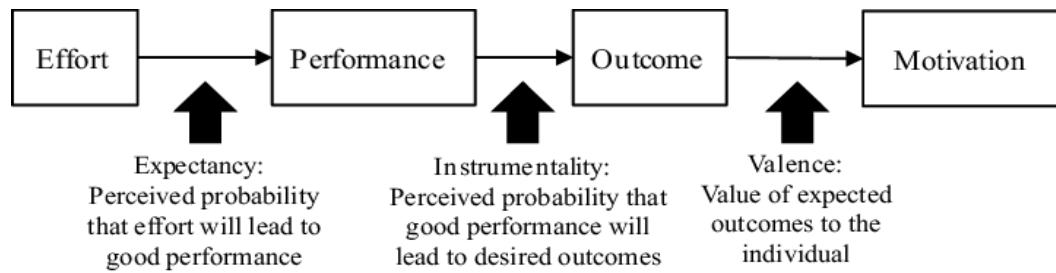 Effort
Performance
Outcome
Motivation
Expectancy:
Perceived probability
that effort will lead to
good performance
Instrumentality:
Perceived probability that
good performance will
lead to desired outcomes
Valence:
Value of expected
outcomes to the
individual